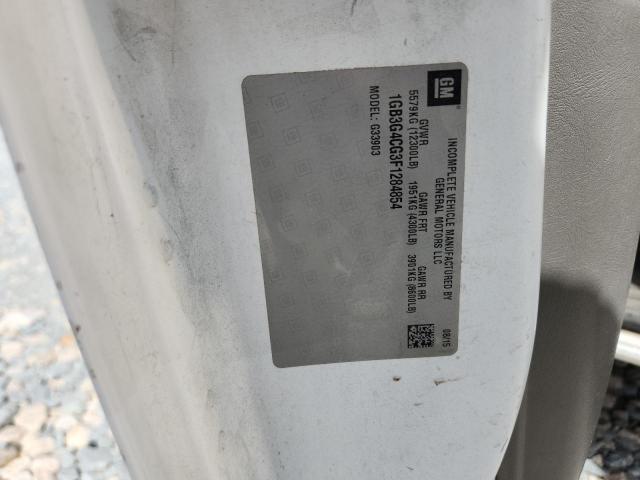 GM
INCOMPLETE VEHICLE MANUFACTURED BY
GENERAL MOTORS LLC
08/15
GVWR GAWR FRT GAWR RR
5579KG (12300LB) 1951KG (4300LB) 3901KG (8600LB)
1GB3G4CG3F1284854
MODEL: G33903